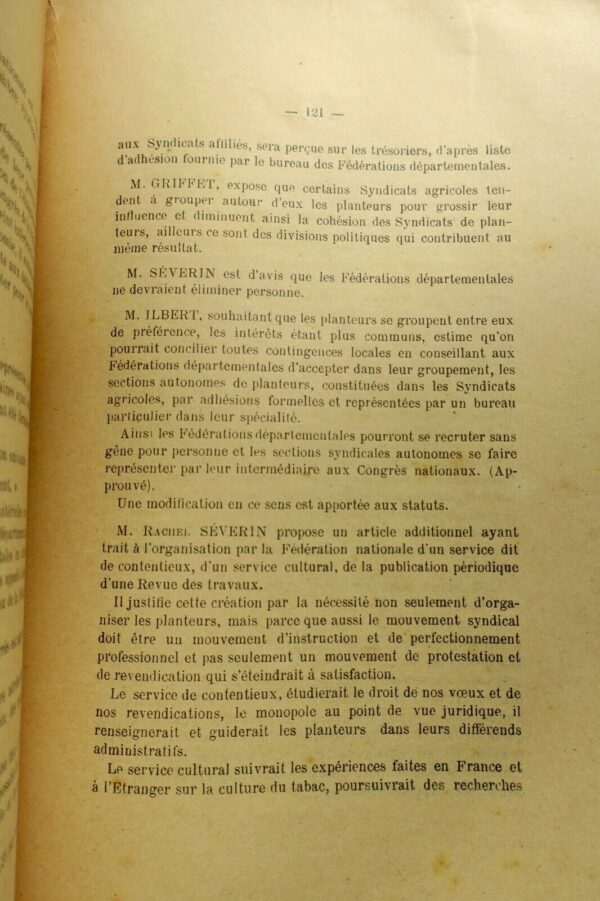 — 121 —
aux Syndicats affiliés, sera perçue sur les trésoriers, d'après liste
d'adhésion fournie par le bureau des Fédérations départementales.
M. GRIFFET, expose que certains Syndicats agricoles ten-
dent à grouper autour d'eux les planteurs pour grossir leur
influence et diminuent ainsi la cohésion des Syndicats de plan-
teurs, ailleurs ce sont des divisions politiques qui contribuent au
même résultat.
M. SÉVERIN est d'avis que les Fédérations départementales
ne devraient éliminer personne.
M. ILBERT, souhaitant que les planteurs se groupent entre eux
de préférence, les intérêts étant plus communs, estime qu'on
pourrait concilier toutes contingences locales en conseillant aux
Fédérations départementales d'accepter dans leur groupement, les
sections autonomes de planteurs, constituées dans les Syndicats
agricoles, par adhésions formelles et représentées par un bureau
particulier dans leur spécialité.
Ainsi les Fédérations départementales pourront se recruter sans
gêne pour personne et les sections syndicales autonomes se faire
représenter par leur intermédiaire aux Congrès nationaux. (Ap-
prouvé).
Une modification en ce sens est apportée aux statuts.
M. RACHEL SÉVERIN propose un article additionnel ayant
trait à l'organisation par la Fédération nationale d'un service dit
de contentieux, d'un service cultural, de la publication périodique
d'une Revue des travaux.
Il justifie cette création par la nécessité non seulement d'orga-
niser les planteurs, mais parce que aussi le mouvement syndical
doit être un mouvement d'instruction et de perfectionnement
professionnel et pas seulement un mouvement de protestation et
de revendication qui s'éteindrait à satisfaction.
Le service de contentieux, étudierait le droit de nos vœux et de
nos revendications, le monopole au point de vue juridique, il
renseignerait et guiderait les planteurs dans leurs différends
administratifs.
Le service cultural suivrait les expériences faites en France et
à l'Etranger sur la culture du tabac, poursuivrait des recherches